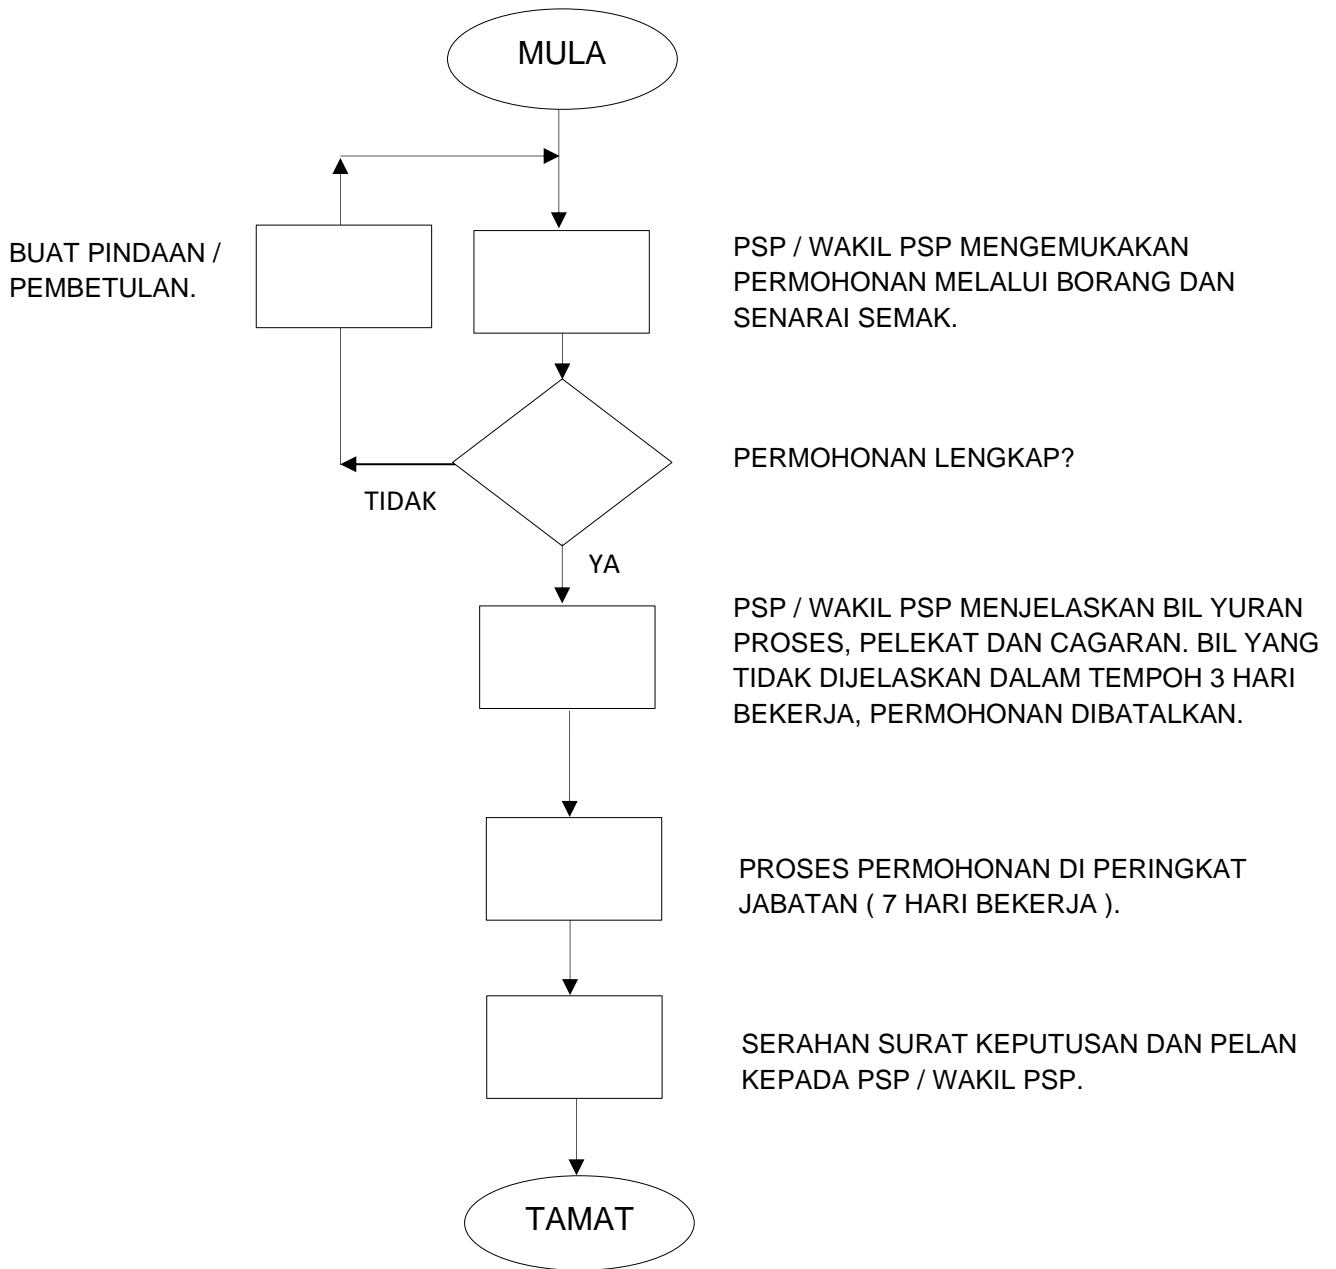 MULA
BUAT PINDAAN /
PEMBETULAN.
PSP / WAKIL PSP MENGEMUKAKAN
PERMOHONAN MELALUI BORANG DAN
SENARAI SEMAK.
PERMOHONAN LENGKAP?
TIDAK
YA
PSP / WAKIL PSP MENJELASKAN BIL YURAN
PROSES, PELEKAT DAN CAGARAN. BIL YANG
TIDAK DIJELASKAN DALAM TEMPOH 3 HARI
BEKERJA, PERMOHONAN DIBATALKAN.
PROSES PERMOHONAN DI PERINGKAT
JABATAN ( 7 HARI BEKERJA ).
SERAHAN SURAT KEPUTUSAN DAN PELAN
KEPADA PSP / WAKIL PSP.
TAMAT